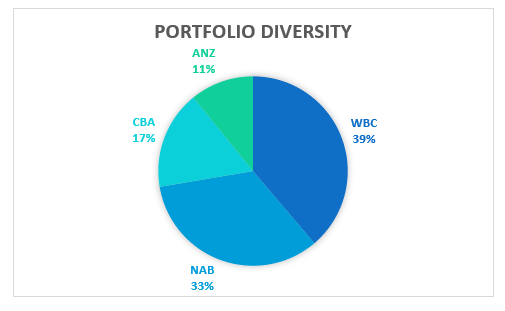 PORTFOLIO DIVERSITY
ANZ
11%
WBC
39%
CBA
17%
NAB
33%